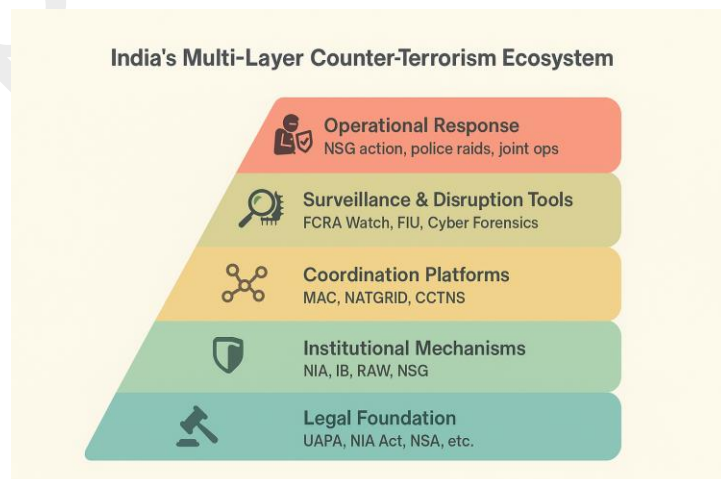 India's Multi-Layer Counter-Terrorism Ecosystem
Operational Response
NSG action, police raids, joint ops
Surveillance & Disruption Tools
FCRA Watch, FIU, Cyber Forensics
Coordination Platforms
MAC, NATGRID, CCTNS
Institutional Mechanisms
NIA, IB, RAW, NSG
Legal Foundation
UAPA, NIA Act, NSA, etc.